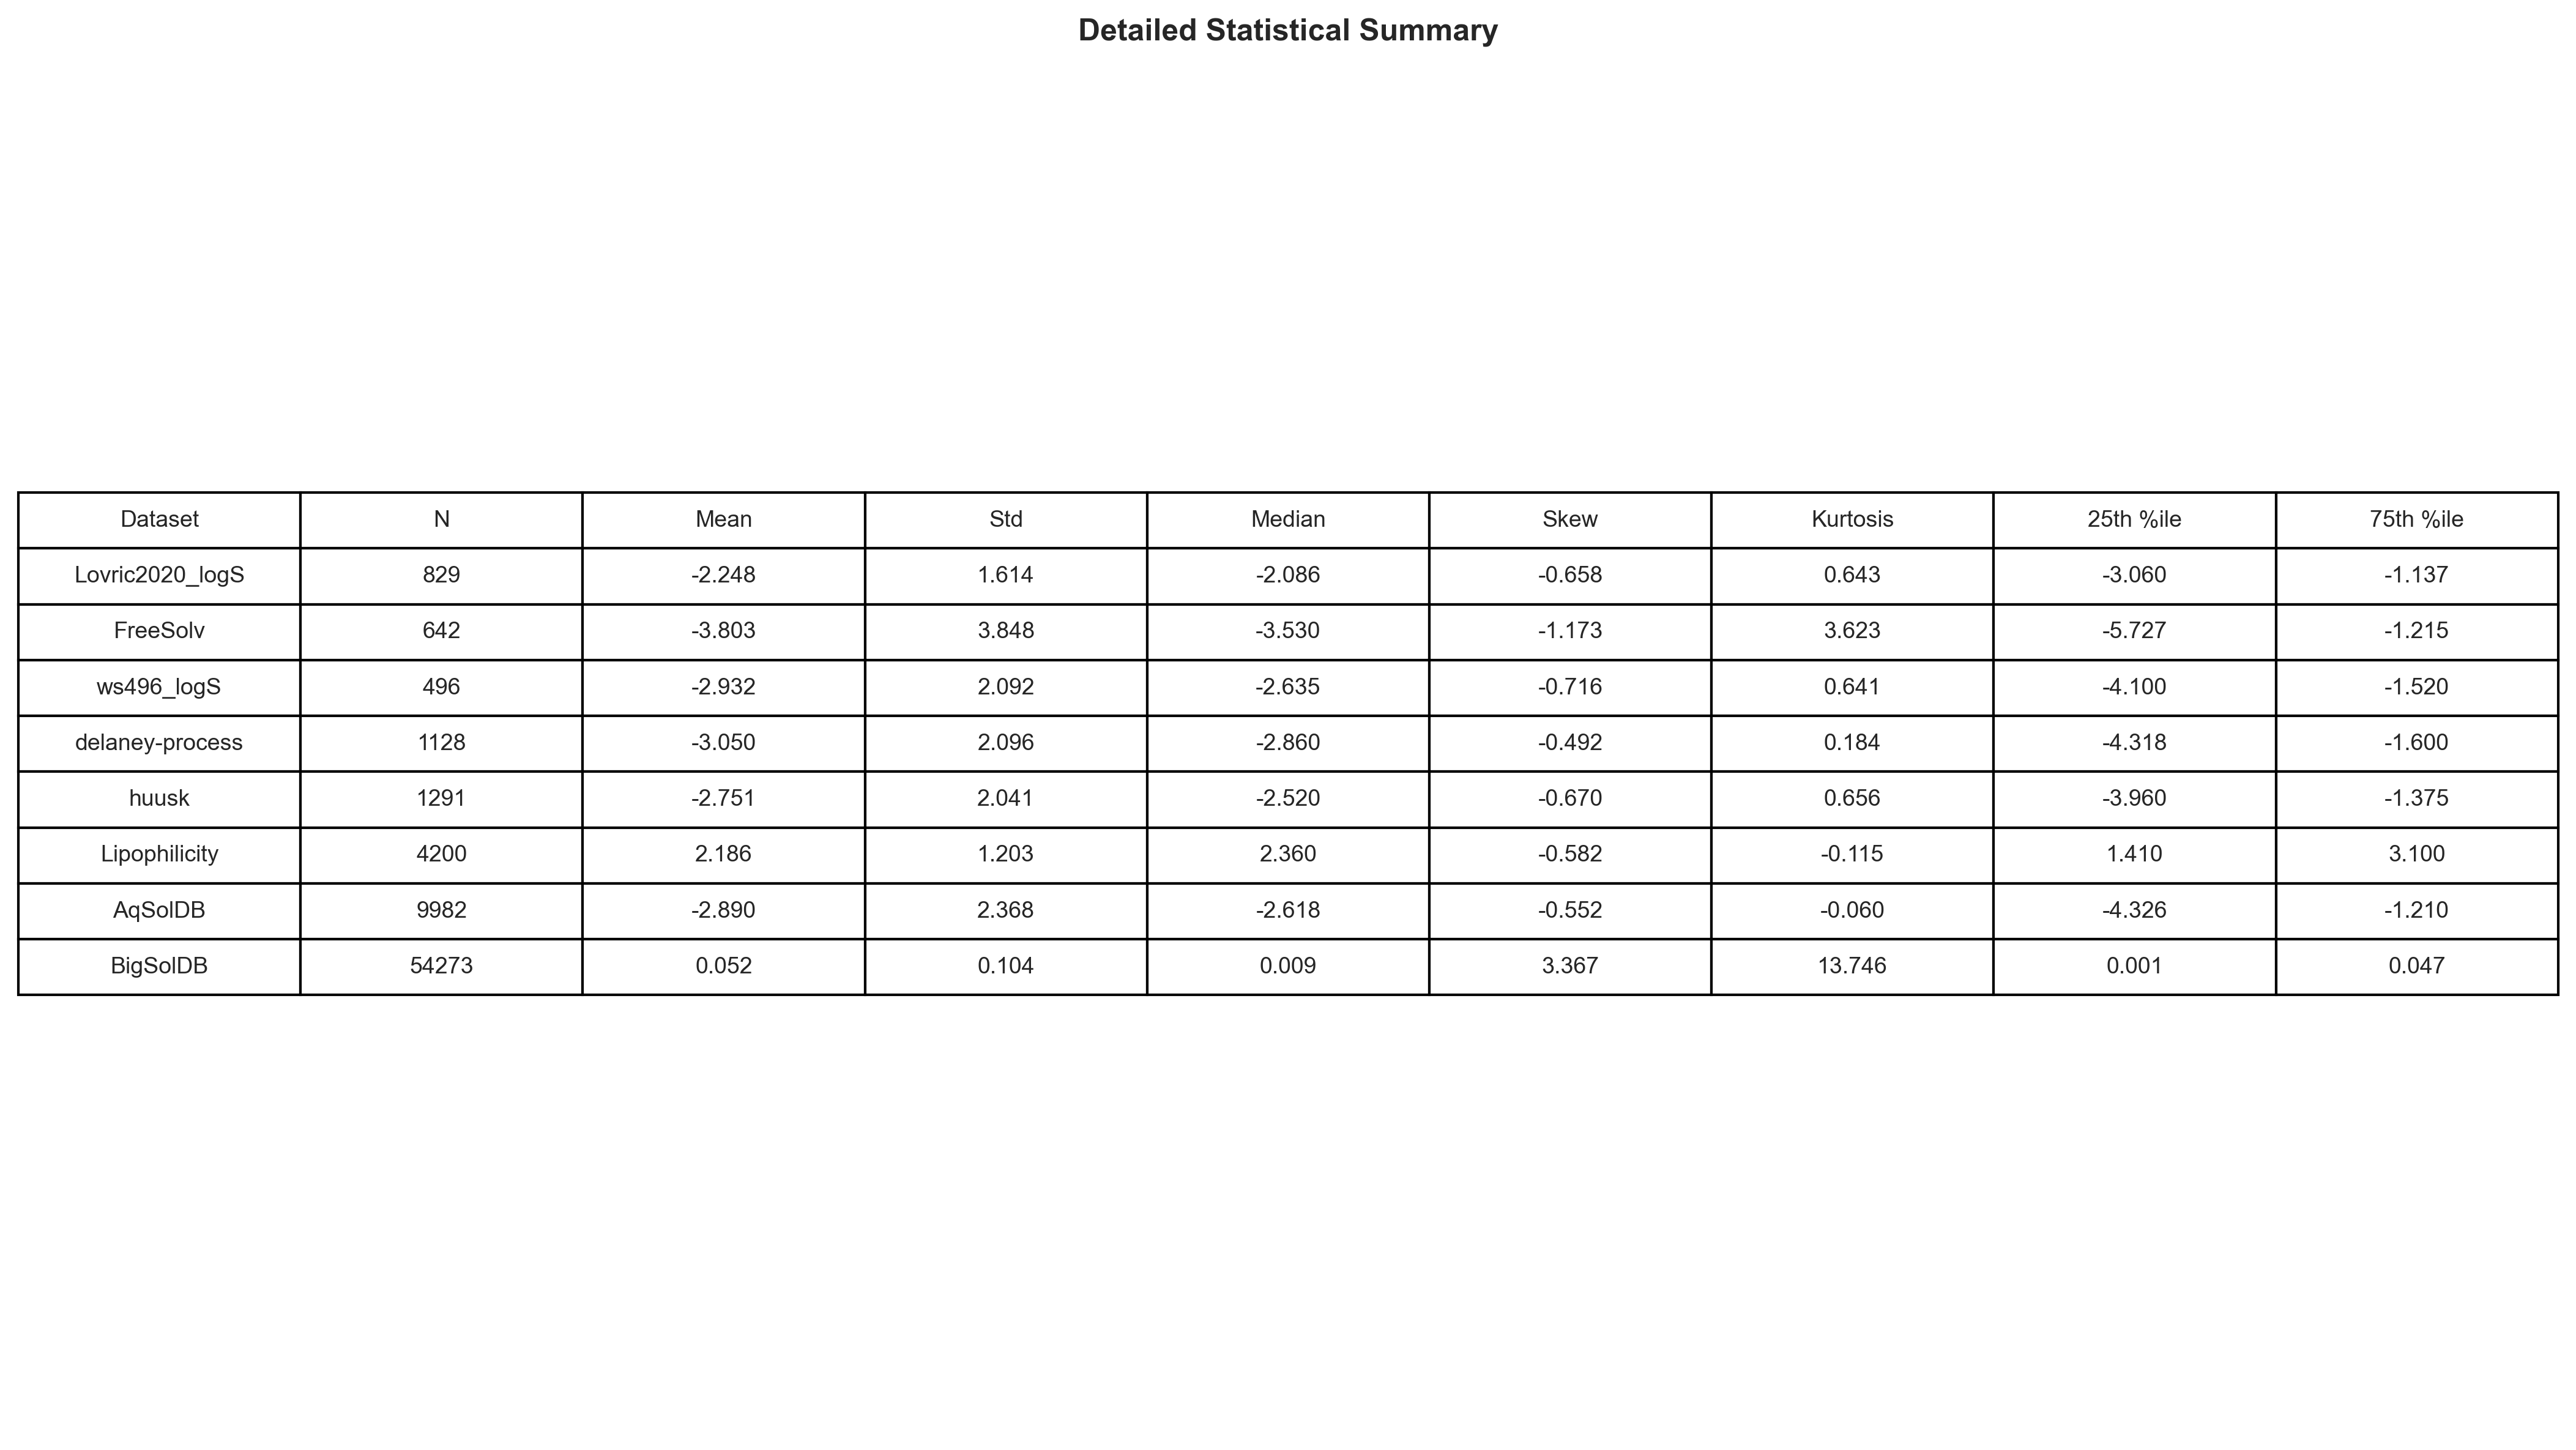 Detailed Statistical Summary
Dataset N Mean Std Median Skew Kurtosis 25th %ile 75th %ile
Lovric2020_logS 829 -2.248 1.614 -2.086 -0.658 0.643 -3.060 -1.137
FreeSolv 642 -3.803 3.848 -3.530 -1.173 3.623 -5.727 -1.215
ws496_logS 496 -2.932 2.092 -2.635 -0.716 0.641 -4.100 -1.520
delaney-process 1128 -3.050 2.096 -2.860 -0.492 0.184 -4.318 -1.600
huusk 1291 -2.751 2.041 -2.520 -0.670 0.656 -3.960 -1.375
Lipophilicity 4200 2.186 1.203 2.360 -0.582 -0.115 1.410 3.100
AqSolDB 9982 -2.890 2.368 -2.618 -0.552 -0.060 -4.326 -1.210
BigSolDB 54273 0.052 0.104 0.009 3.367 13.746 0.001 0.047